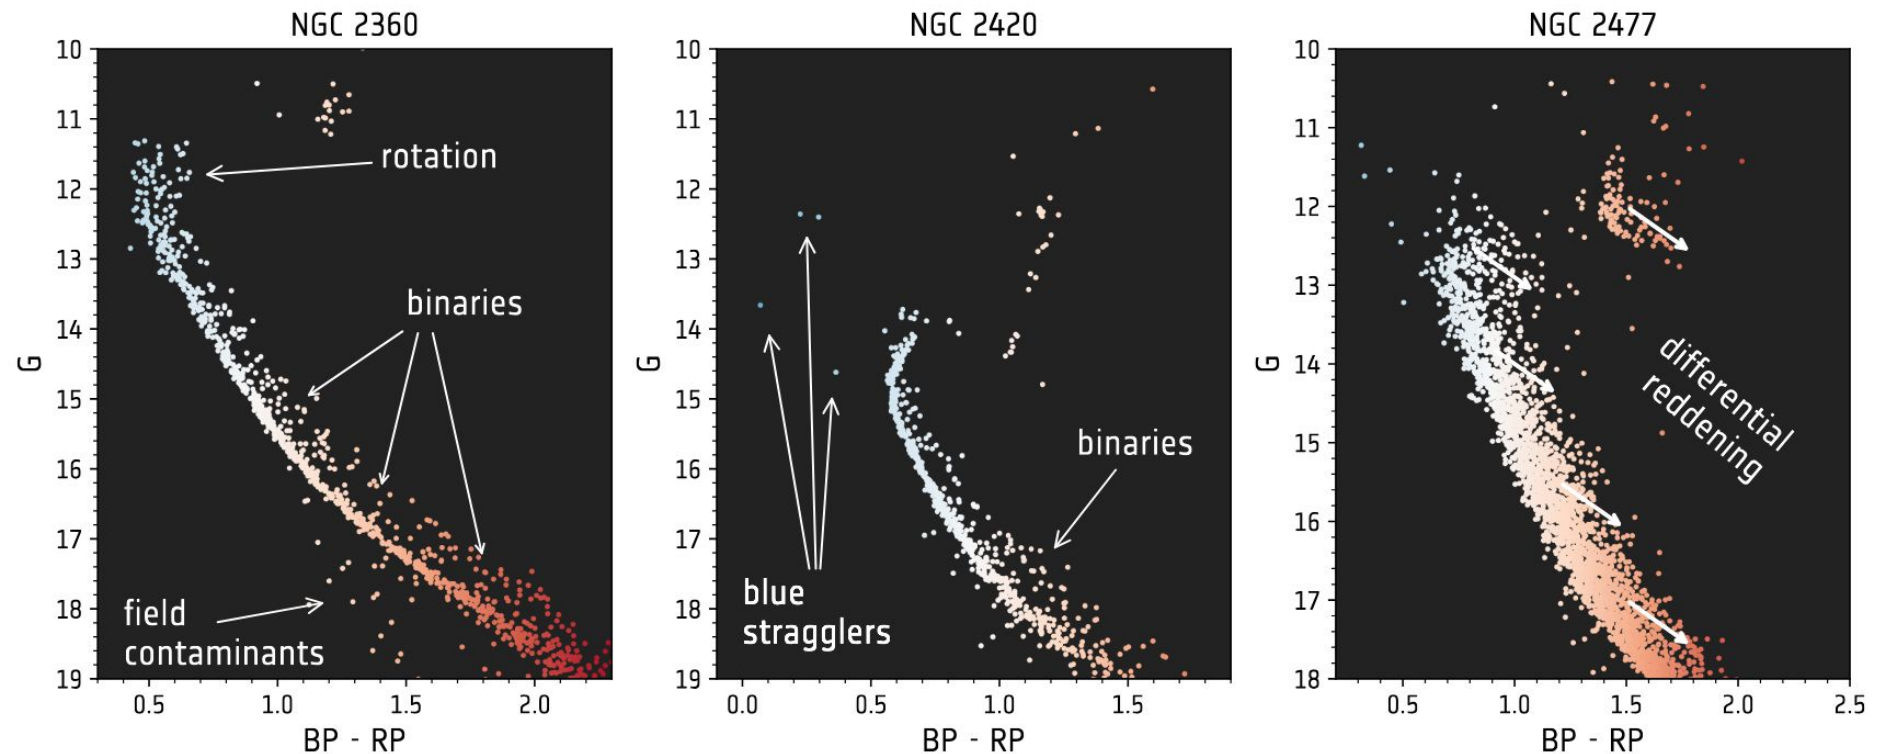 NGC 2360
10
11
12
13
14
15
16
17
18
19
G
rotation
binaries
field
contaminants
0.5
1.0
1.5
2.0
BP - RP
NGC 2420
10
11
12
13
14
15
16
17
18
19
G
binaries
blue
stragglers
0.0
0.5
1.0
1.5
BP - RP
NGC 2477
10
11
12
13
14
15
16
17
18
G
differential
reddening
0.5
1.0
1.5
2.0
2.5
BP - RP